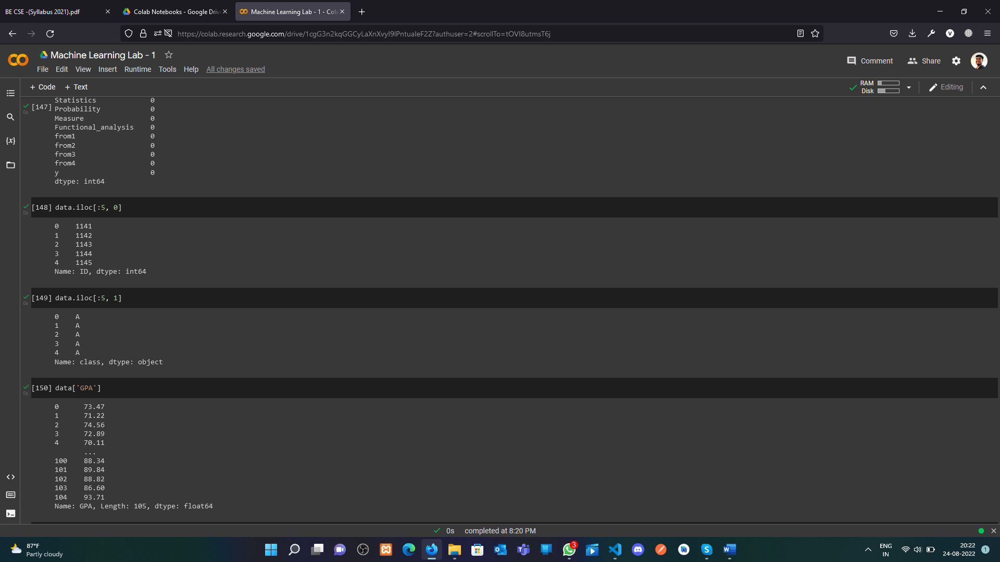 BE CSE -(Syllabus 2021).pdf
Colab Notebooks - Google Drive
Machine Learning Lab - 1 - Cola
https://colab.research.google.com/drive/1cgG3n2kqGGCyLaXnXvyI9IPntuaIeF2Z?authuser=2#scrollTo=tOVI8utmsT6j
Machine Learning Lab - 1
File Edit View Insert Runtime Tools Help All changes saved
Comment Share
+ Code + Text
RAM
Disk
Editing
Statistics 0
[147] Probability 0
0s
Measure 0
Functional_analysis 0
from1 0
from2 0
from3 0
from4 0
y 0
dtype: int64
[148] data.iloc[:5, 0]
0s
0 1141
1 1142
2 1143
3 1144
4 1145
Name: ID, dtype: int64
[149] data.iloc[:5, 1]
0s
0 A
1 A
2 A
3 A
4 A
Name: class, dtype: object
[150] data['GPA']
0s
0 73.47
1 71.22
2 74.56
3 72.89
4 70.11
...
100 88.34
101 89.84
102 88.82
103 86.60
104 93.71
Name: GPA, Length: 105, dtype: float64
0s completed at 8:20 PM
87°F
Partly cloudy
3
ENG
IN
20:22
24-08-2022
1